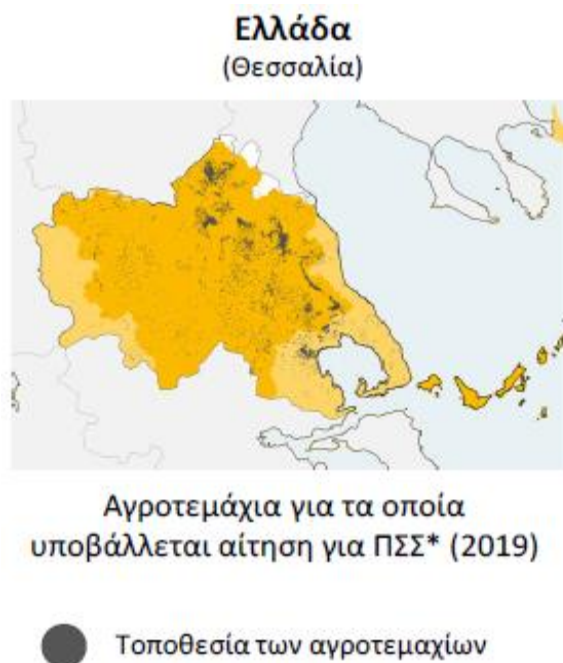 Ελλάδα
(Θεσσαλία)
Αγροτεμάχια για τα οποία
υποβάλλεται αίτηση για ΠΣΣ* (2019)
Τοποθεσία των αγροτεμαχίων